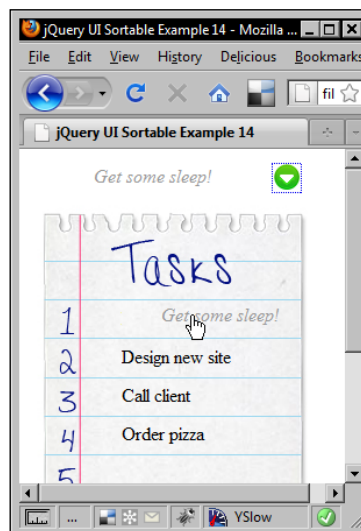 jQuery UI Sortable Example 14 - Mozilla ...
File Edit View History Delicious Bookmarks
fil
jQuery UI Sortable Example 14
Get some sleep!
Tasks
1 Get some sleep!
2 Design new site
3 Call client
4 Order pizza
5
... YSlow